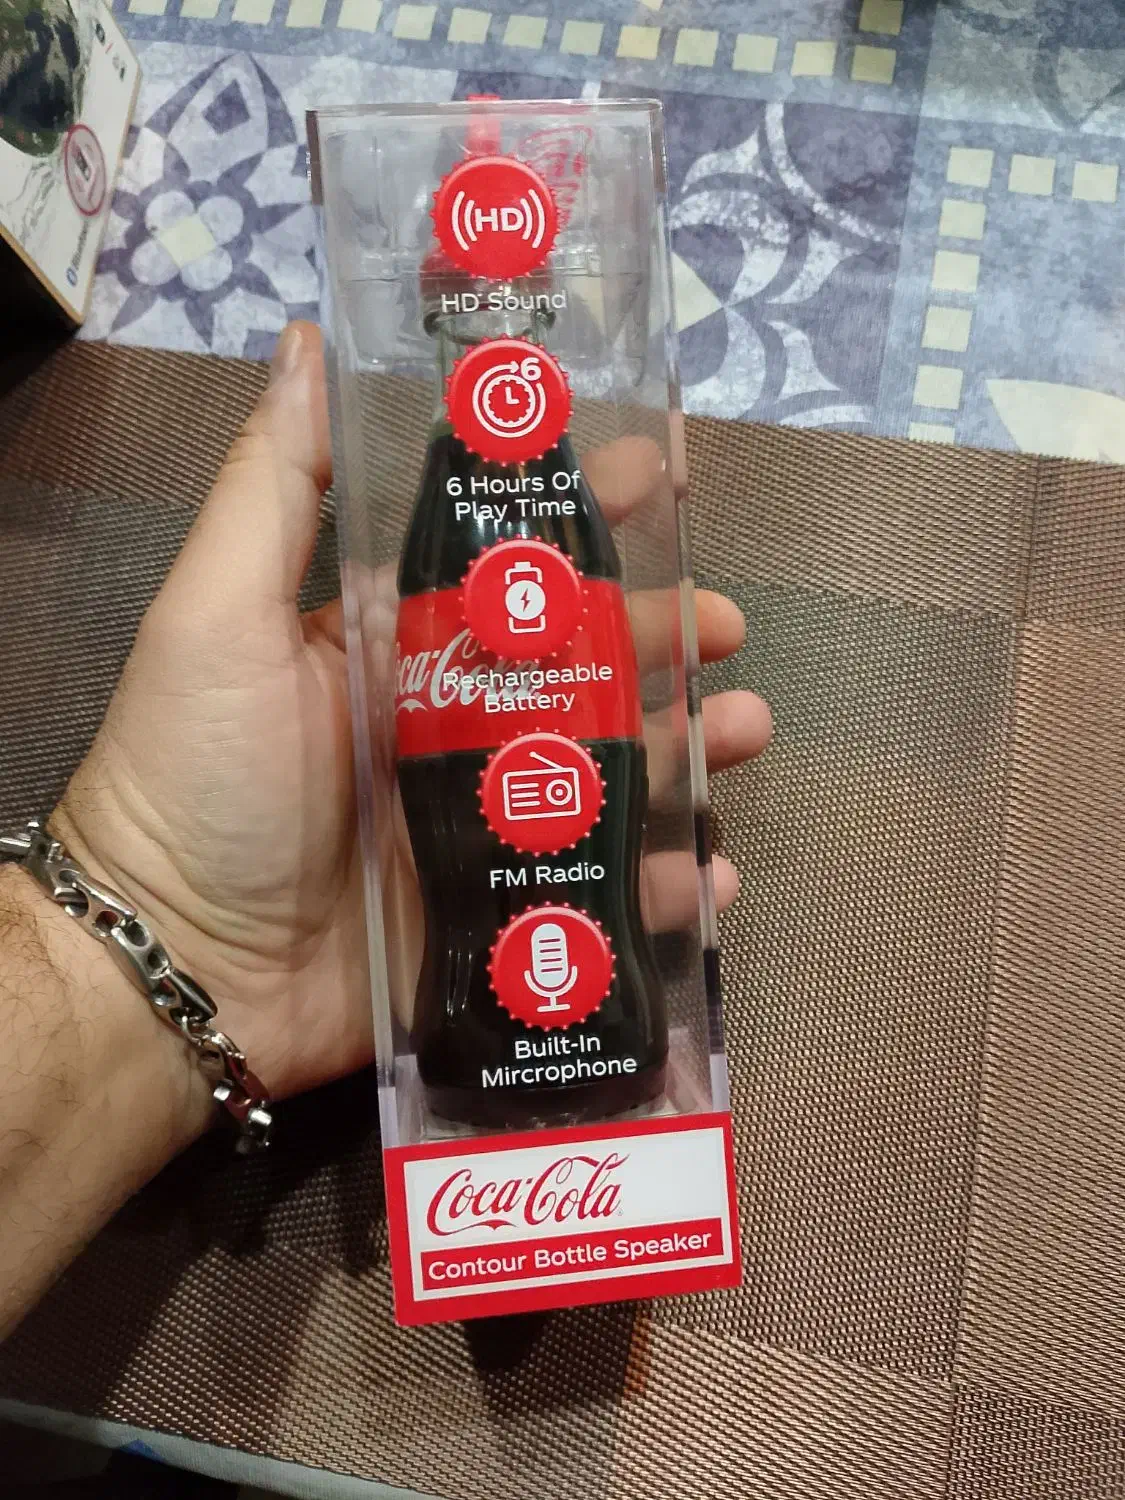 ((HD))
HD Sound
6
6 Hours Of
Play Time
Coca-Cola
Rechargeable
Battery
FM Radio
Built-In
Mircrophone
Coca-Cola
Contour Bottle Speaker